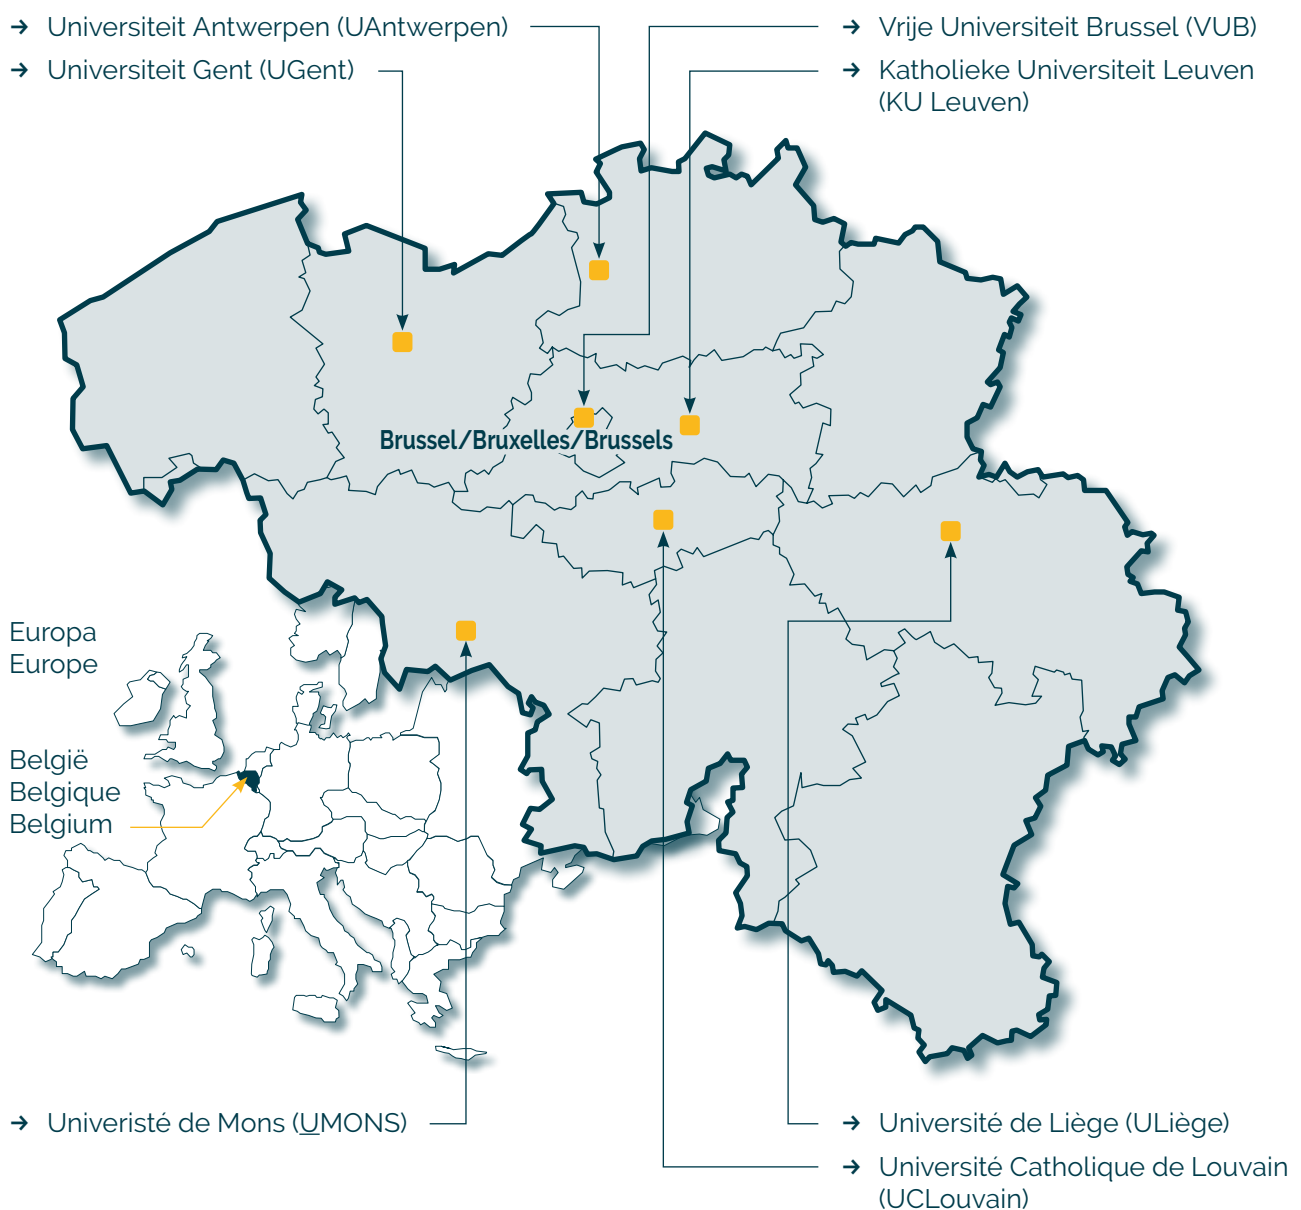 → Universiteit Antwerpen (UAntwerpen)
→ Universiteit Gent (UGent)
→ Vrije Universiteit Brussel (VUB)
→ Katholieke Universiteit Leuven
(KU Leuven)
Brussel/Bruxelles/Brussels
Europa
Europe
België
Belgique
Belgium
→ Univeristé de Mons (UMONS)
→ Université de Liège (ULiège)
→ Université Catholique de Louvain
(UCLouvain)